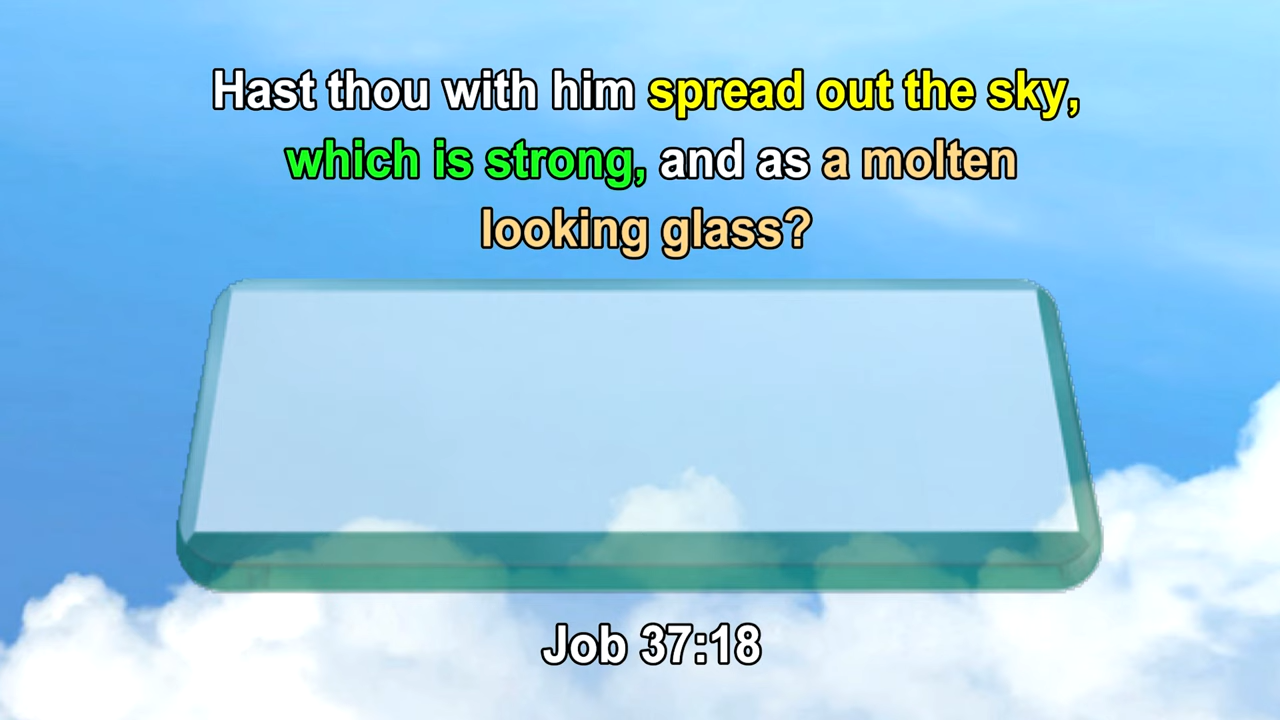 Hast thou with him spread out the sky,
which is strong, and as a molten
looking glass?
Job 37:18